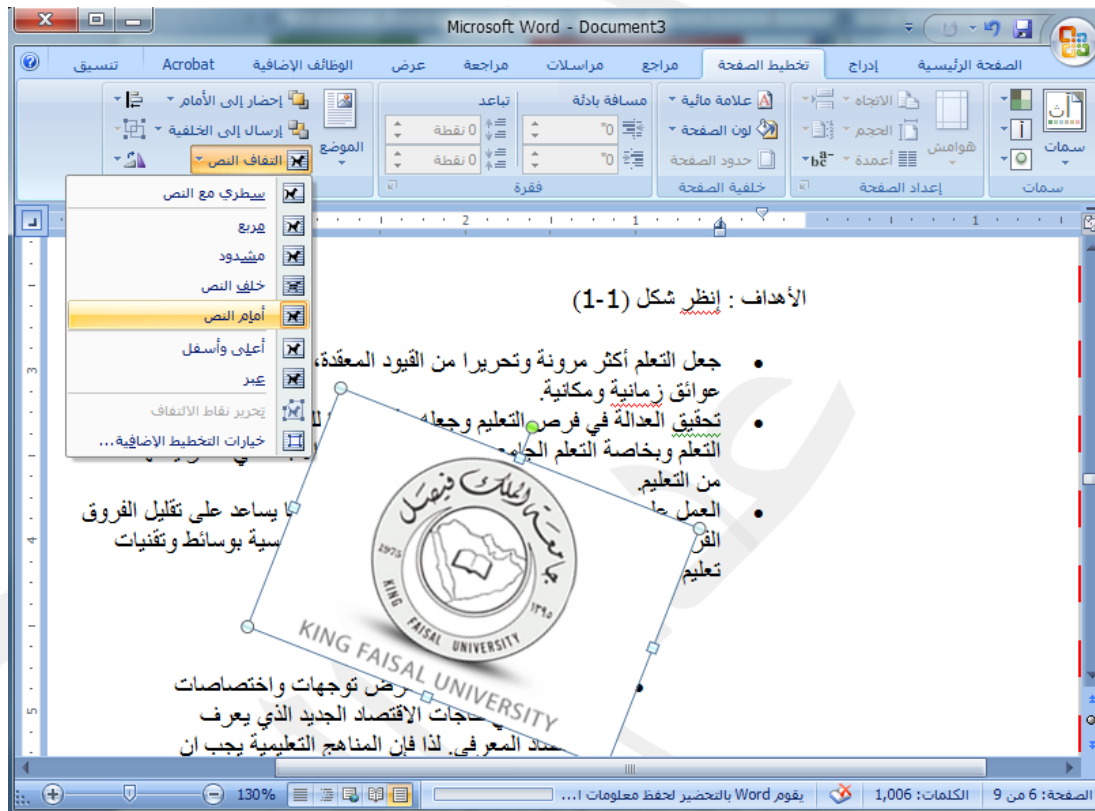 Microsoft Word - Document3
الصفحة الرئيسية
إدراج
تخطيط الصفحة
مراجع
مراسلات
مراجعة
عرض
الوظائف الإضافية
Acrobat
تنسيق
سمات
سمات
هوامش
الاتجاه
الحجم
أعمدة
إعداد الصفحة
علامة مائية
لون الصفحة
حدود الصفحة
خلفية الصفحة
مسافة بادئة
0"
0"
تباعد
0 نقطة
0 نقطة
فقرة
الموضع
إحضار إلى الأمام
إرسال إلى الخلفية
التفاف النص
سطري مع النص
مربع
مشدود
خلف النص
أمام النص
أعلى وأسفل
عبر
تحرير نقاط الالتفاف
خيارات التخطيط الإضافية...
الأهداف : إنظر شكل (1-1)
جعل التعلم أكثر مرونة وتحريرا من القيود المعقدة،
عوائق زمانية ومكانية.
تحقيق العدالة في فرص التعليم وجعله
التعلم وبخاصة التعلم
من التعليم.
العمل
يساعد على تقليل الفروق
بوسائط وتقنيات
تعليم
جامعة الملك فيصل
1975
١٣٩٥
KING FAISAL UNIVERSITY
KING FAISAL UNIVERSITY
توجهات واختصاصات
الاقتصاد الجديد الذي يعرف
المعرفي. لذا فإن المناهج التعليمية يجب ان
الصفحة: 6 من 9
الكلمات: 1,006
يقوم Word بالتحضير لحفظ معلومات ا...
130%